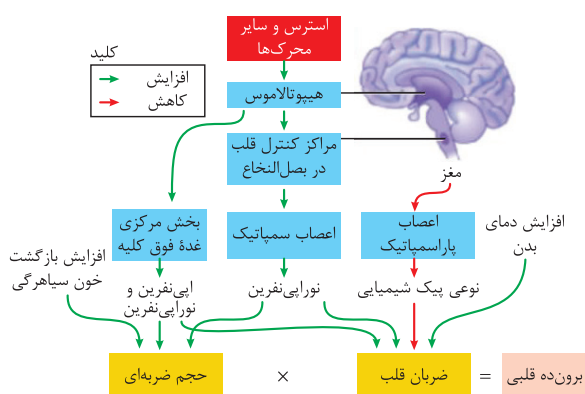 استرس و سایر
محرک‌ها
کلید
افزایش
کاهش
هیپوتالاموس
مراکز کنترل قلب
در بصل‌النخاع
مغز
بخش مرکزی
غدهٔ فوق کلیه
اعصاب سمپاتیک
اعصاب
پاراسمپاتیک
افزایش دمای
بدن
افزایش بازگشت
خون سیاهرگی
اپی‌نفرین و
نوراپی‌نفرین
نوراپی‌نفرین
نوعی پیک شیمیایی
برون‌ده قلبی = ضربان قلب × حجم ضربه‌ای